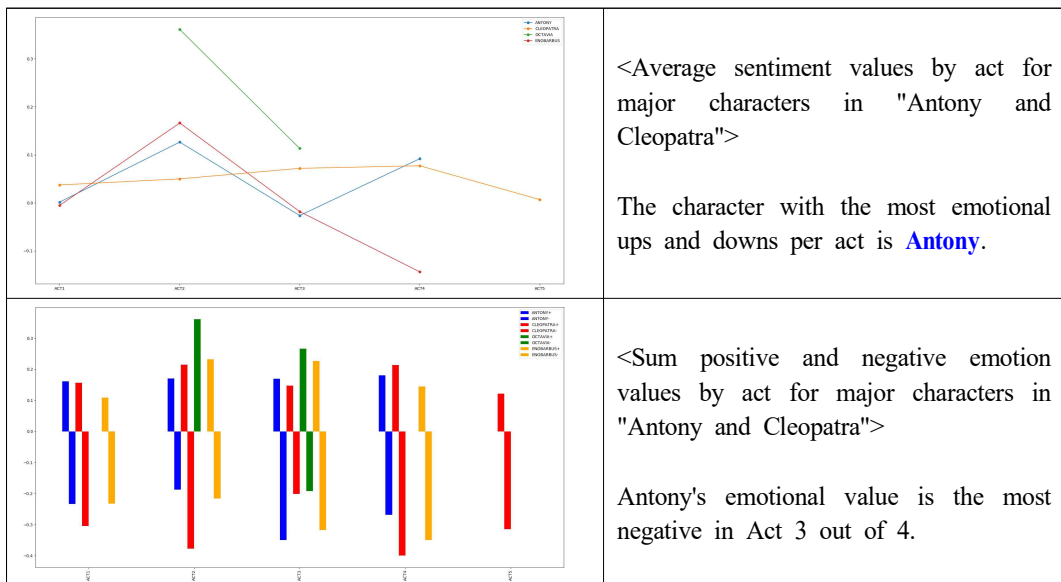 ANTONY
CLEOPATRA
OCTAVIA
ENOBARBUS
0.3
0.2
0.1
0.0
−0.1
ACT1
ACT2
ACT3
ACT4
ACT5
<Average sentiment values by act for
major characters in "Antony and
Cleopatra">
The character with the most emotional
ups and downs per act is Antony.
ANTONY+
ANTONY-
CLEOPATRA+
CLEOPATRA-
OCTAVIA+
OCTAVIA-
ENOBARBUS+
ENOBARBUS-
0.3
0.2
0.1
0.0
−0.1
−0.2
−0.3
−0.4
ACT1
ACT2
ACT3
ACT4
ACT5
<Sum positive and negative emotion
values by act for major characters in
"Antony and Cleopatra">
Antony's emotional value is the most
negative in Act 3 out of 4.